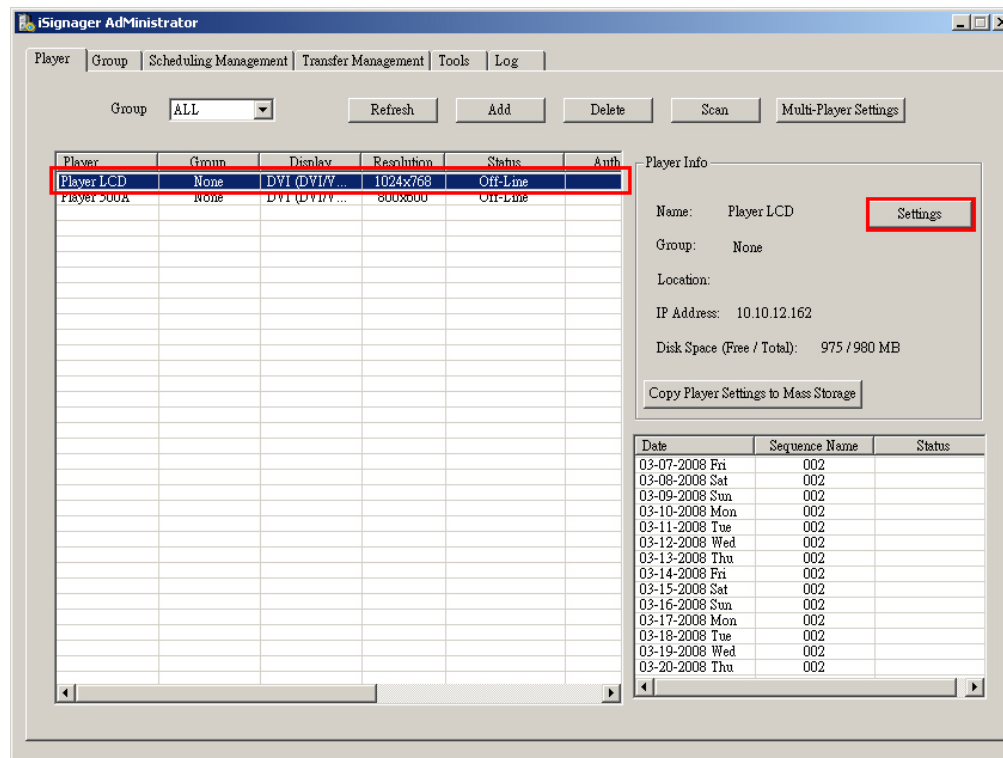 iSignager AdMinistrator
Player Group Scheduling Management Transfer Management Tools Log
Group ALL Refresh Add Delete Scan Multi-Player Settings
Player Group Display Resolution Status Auth
Player LCD None DVI (DVI/V... 1024x768 Off-Line
Player 500A None DVI (DVI/V... 800x600 Off-Line
Player Info
Name: Player LCD Settings
Group: None
Location:
IP Address: 10.10.12.162
Disk Space (Free / Total): 975 / 980 MB
Copy Player Settings to Mass Storage
Date Sequence Name Status
03-07-2008 Fri 002
03-08-2008 Sat 002
03-09-2008 Sun 002
03-10-2008 Mon 002
03-11-2008 Tue 002
03-12-2008 Wed 002
03-13-2008 Thu 002
03-14-2008 Fri 002
03-15-2008 Sat 002
03-16-2008 Sun 002
03-17-2008 Mon 002
03-18-2008 Tue 002
03-19-2008 Wed 002
03-20-2008 Thu 002